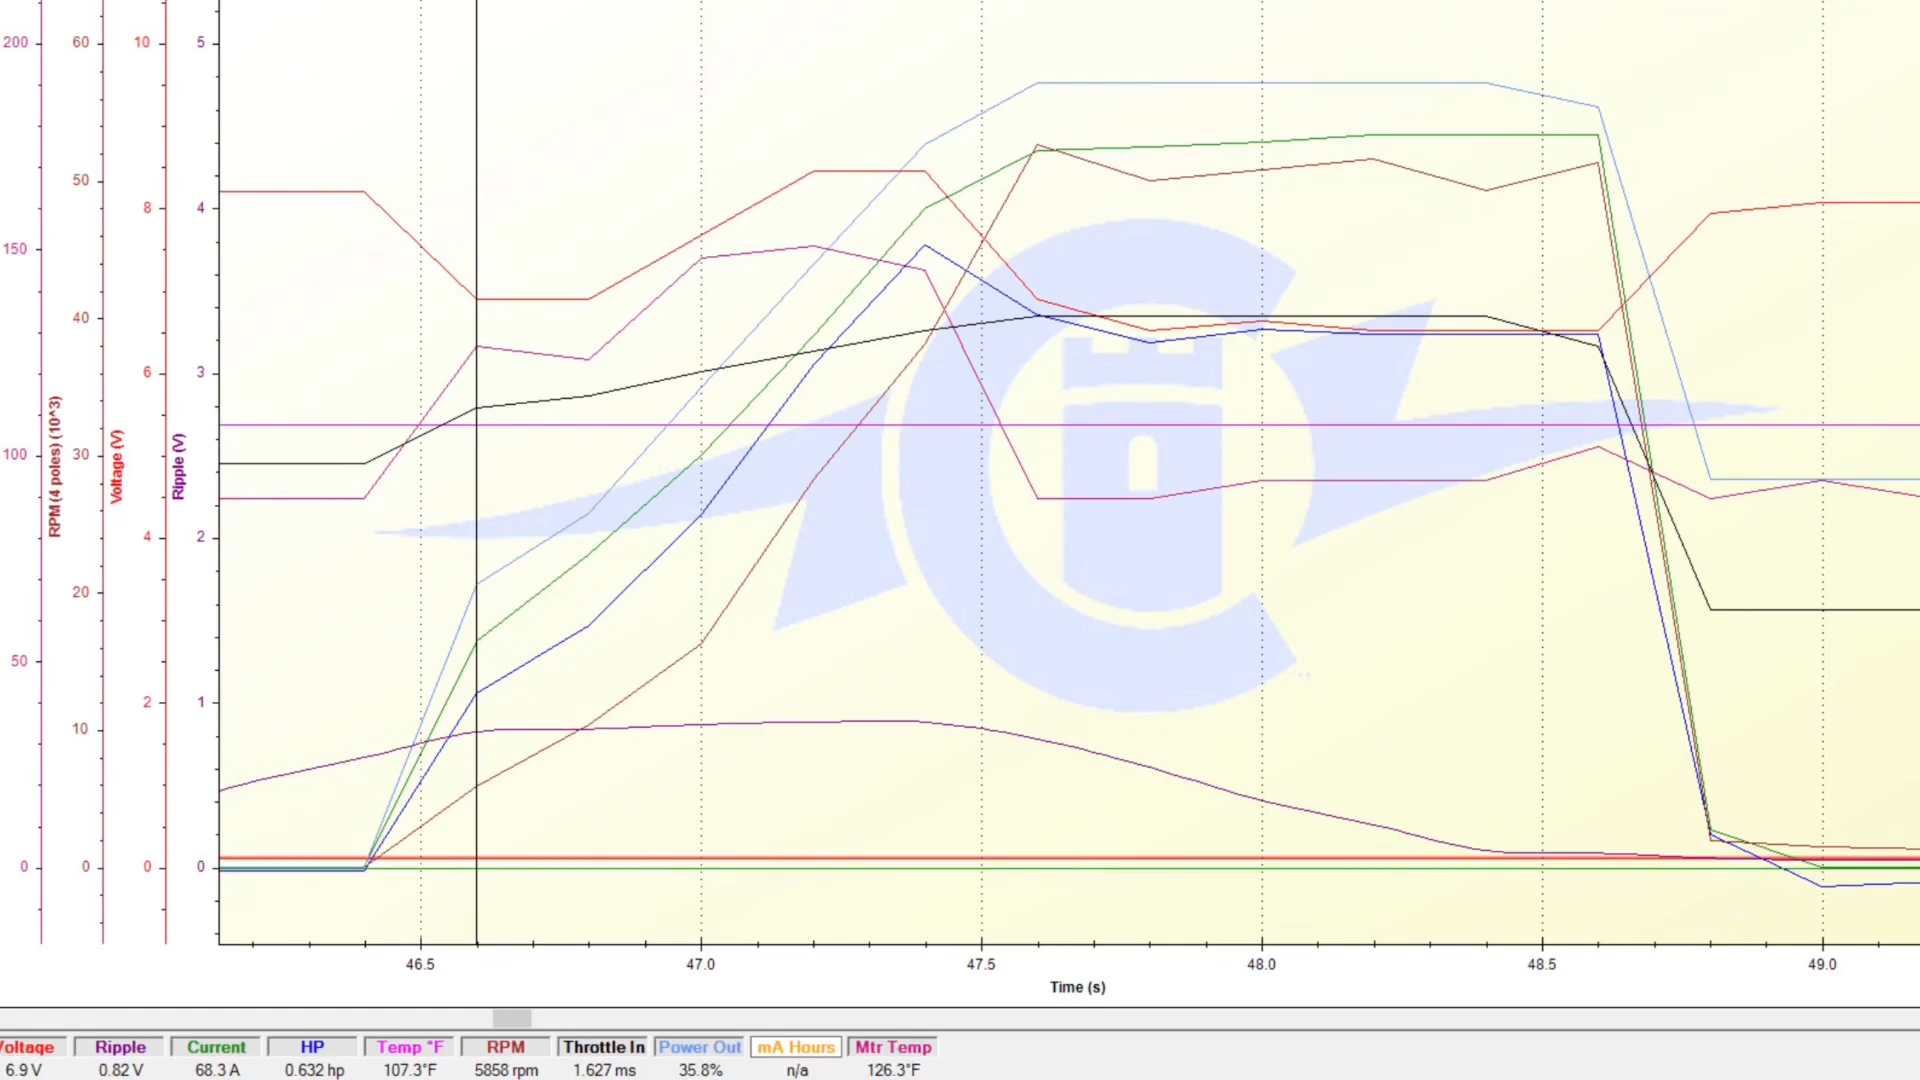 200 60 10 5
50
8 4
150
40
6 3
RPM(4 poles) (10^3)
Voltage (V)
Ripple (V)
100 30
4 2
20
50
2 1
10
0 0 0 0
46.5 47.0 47.5 48.0 48.5 49.0
Time (s)
Voltage Ripple Current HP Temp °F RPM Throttle In Power Out mA Hours Mtr Temp
6.9 V 0.82 V 68.3 A 0.632 hp 107.3°F 5858 rpm 1.627 ms 35.8% n/a 126.3°F